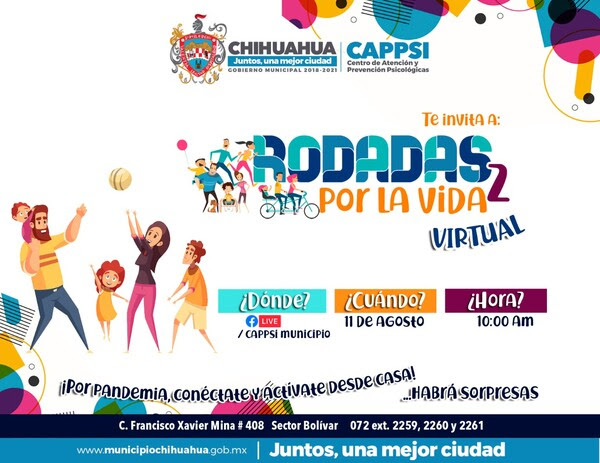 CHIHUAHUA
Juntos, una mejor ciudad
GOBIERNO MUNICIPAL 2018-2021
CAPPSI
Centro de Atención y
Prevención Psicológicas
Te invita a:
RODADAS 2
POR LA VIDA
VIRTUAL
¿Dónde?
LIVE
/ CAPPSI MUNICIPIO
¿CUÁNDO?
11 DE AGOSTO
¿HORA?
10:00 AM
¡POR PANDEMIA, CONÉCTATE Y ÁCTÍVATE DESDE CASA!
...HABRÁ SORPRESAS
C. Francisco Xavier Mina # 408 Sector Bolívar 072 ext. 2259, 2260 y 2261
www.municipiochihuahua.gob.mx Juntos, una mejor ciudad